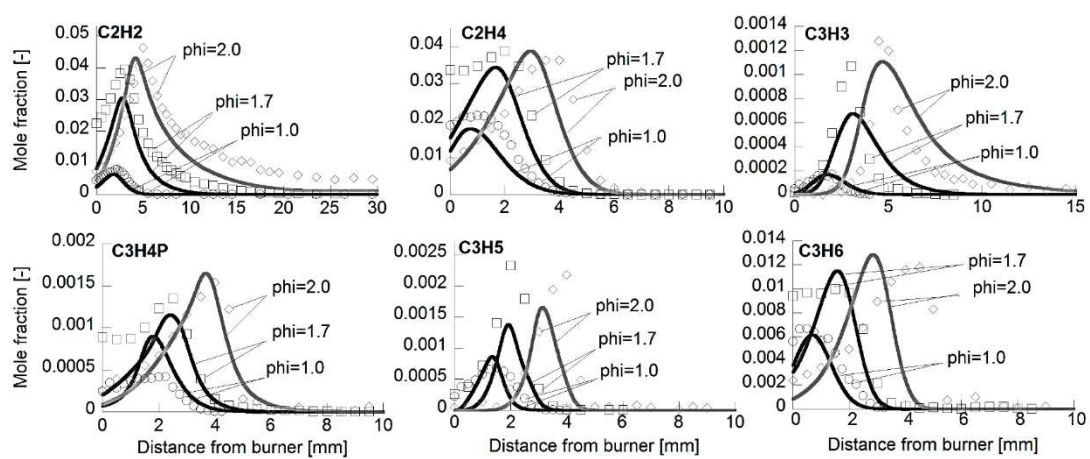 C2H2
0.05
0.04
0.03
0.02
0.01
0
phi=2.0
phi=1.7
phi=1.0
0 5 10 15 20 25 30
Mole fraction [-]
C2H4
0.04
0.03
0.02
0.01
0
phi=1.7
phi=2.0
phi=1.0
0 2 4 6 8 10
C3H3
0.0014
0.0012
0.001
0.0008
0.0006
0.0004
0.0002
0
phi=2.0
phi=1.7
phi=1.0
0 5 10 15
C3H4P
0.002
0.0015
0.001
0.0005
0
phi=2.0
phi=1.7
phi=1.0
0 2 4 6 8 10
Mole fraction [-]
Distance from burner [mm]
C3H5
0.0025
0.002
0.0015
0.001
0.0005
0
phi=2.0
phi=1.7
phi=1.0
0 2 4 6 8 10
Distance from burner [mm]
C3H6
0.014
0.012
0.01
0.008
0.006
0.004
0.002
0
phi=1.7
phi=2.0
phi=1.0
0 2 4 6 8 10
Distance from burner [mm]